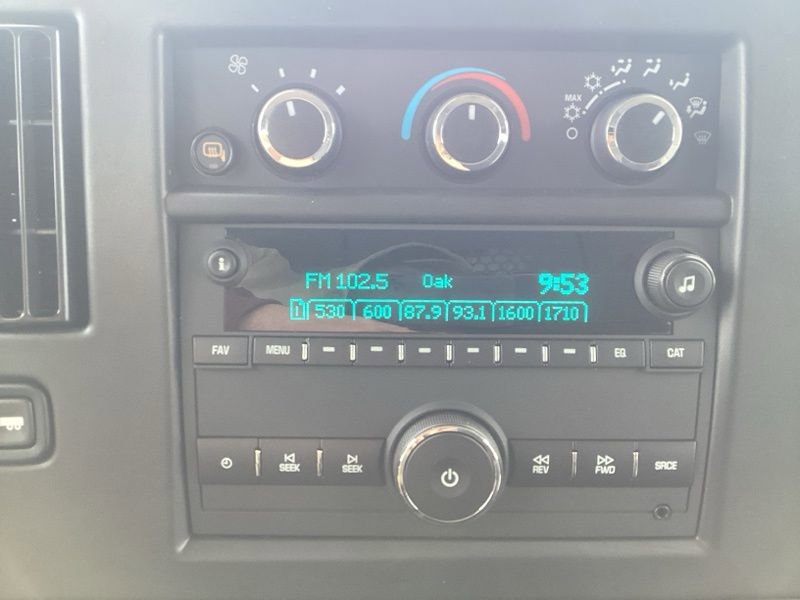 MAX
FM 102.5 Oak 9:53
1 530 600 87.9 93.1 1600 1710
FAV MENU EQ CAT
SEEK SEEK REV FWD SRCE